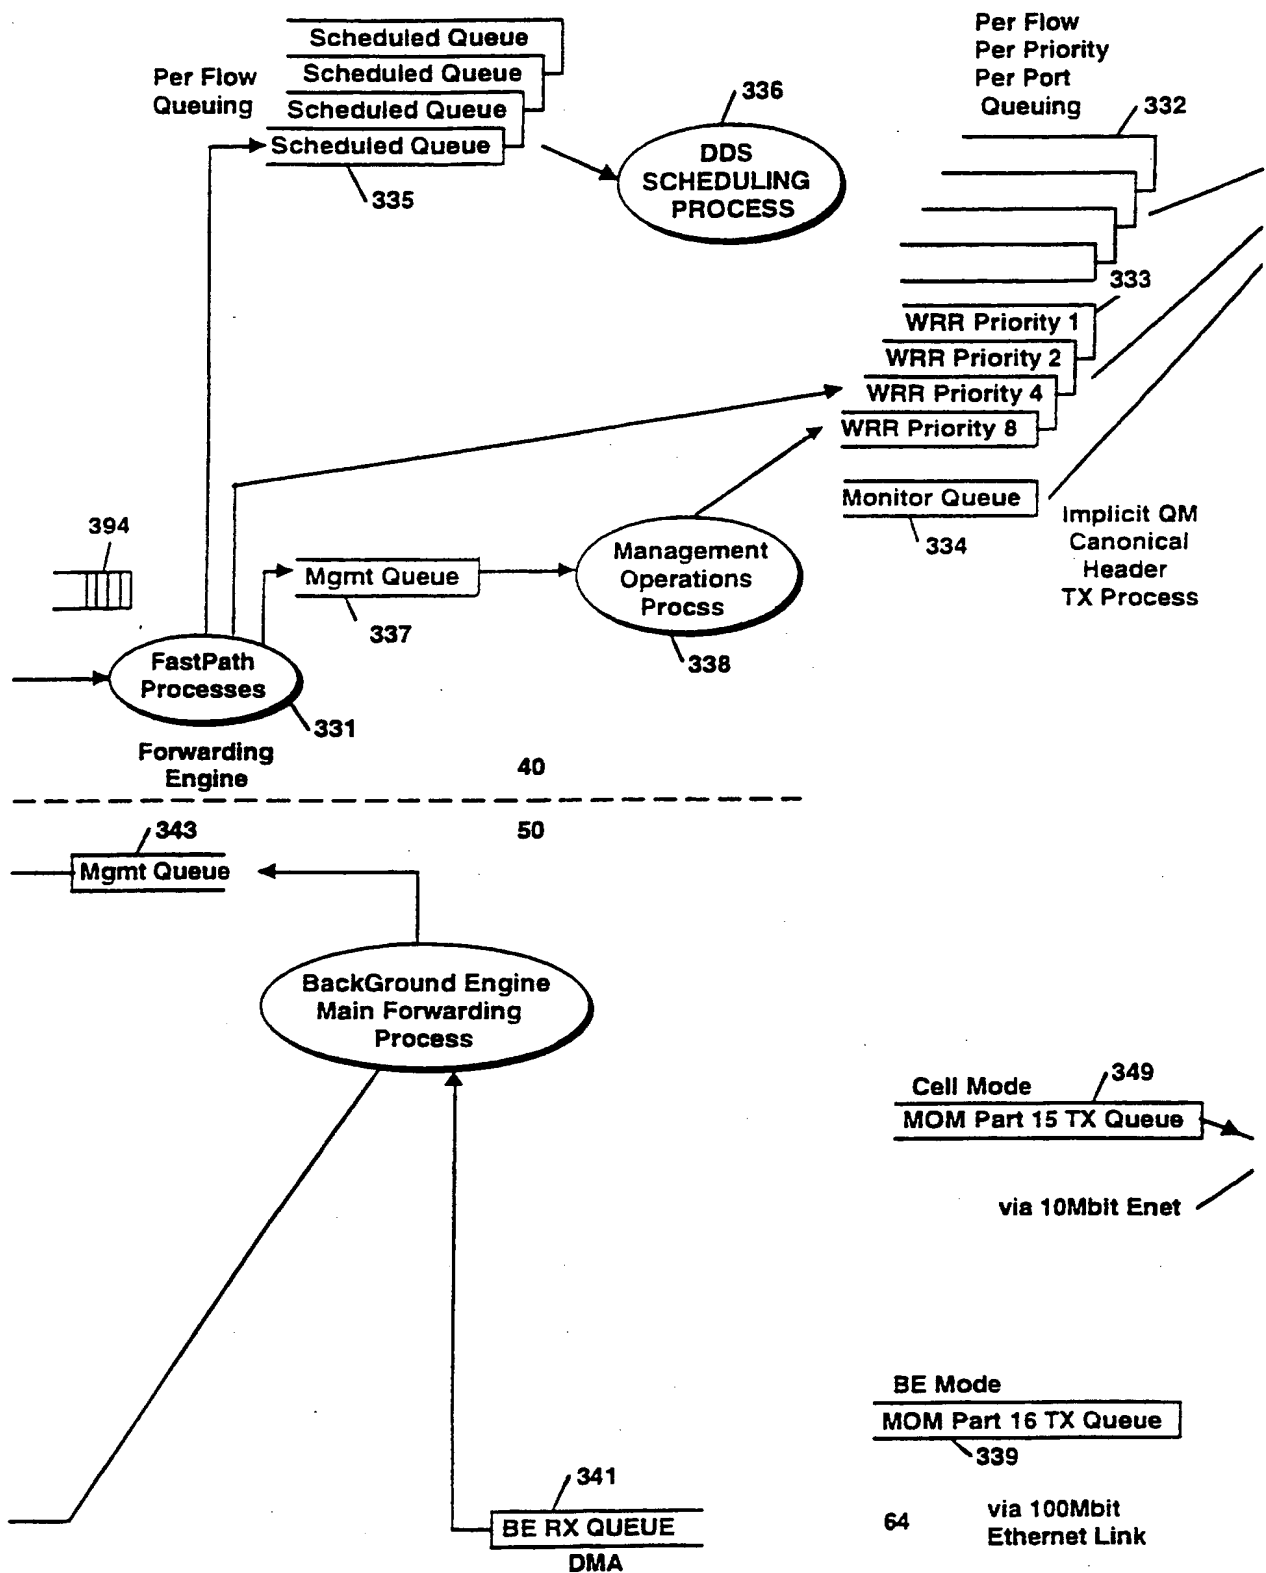 Per Flow
Queuing
Scheduled Queue
Scheduled Queue
Scheduled Queue
Scheduled Queue
335
336
DDS
SCHEDULING
PROCESS
Per Flow
Per Priority
Per Port
Queuing
332
333
WRR Priority 1
WRR Priority 2
WRR Priority 4
WRR Priority 8
Monitor Queue
334
Implicit QM
Canonical
Header
TX Process
394
Mgmt Queue
337
Management
Operations
Procss
338
FastPath
Processes
331
Forwarding
Engine
40
50
343
Mgmt Queue
BackGround Engine
Main Forwarding
Process
Cell Mode
349
MOM Part 15 TX Queue
via 10Mbit Enet
BE Mode
MOM Part 16 TX Queue
339
341
BE RX QUEUE
DMA
64
via 100Mbit
Ethernet Link